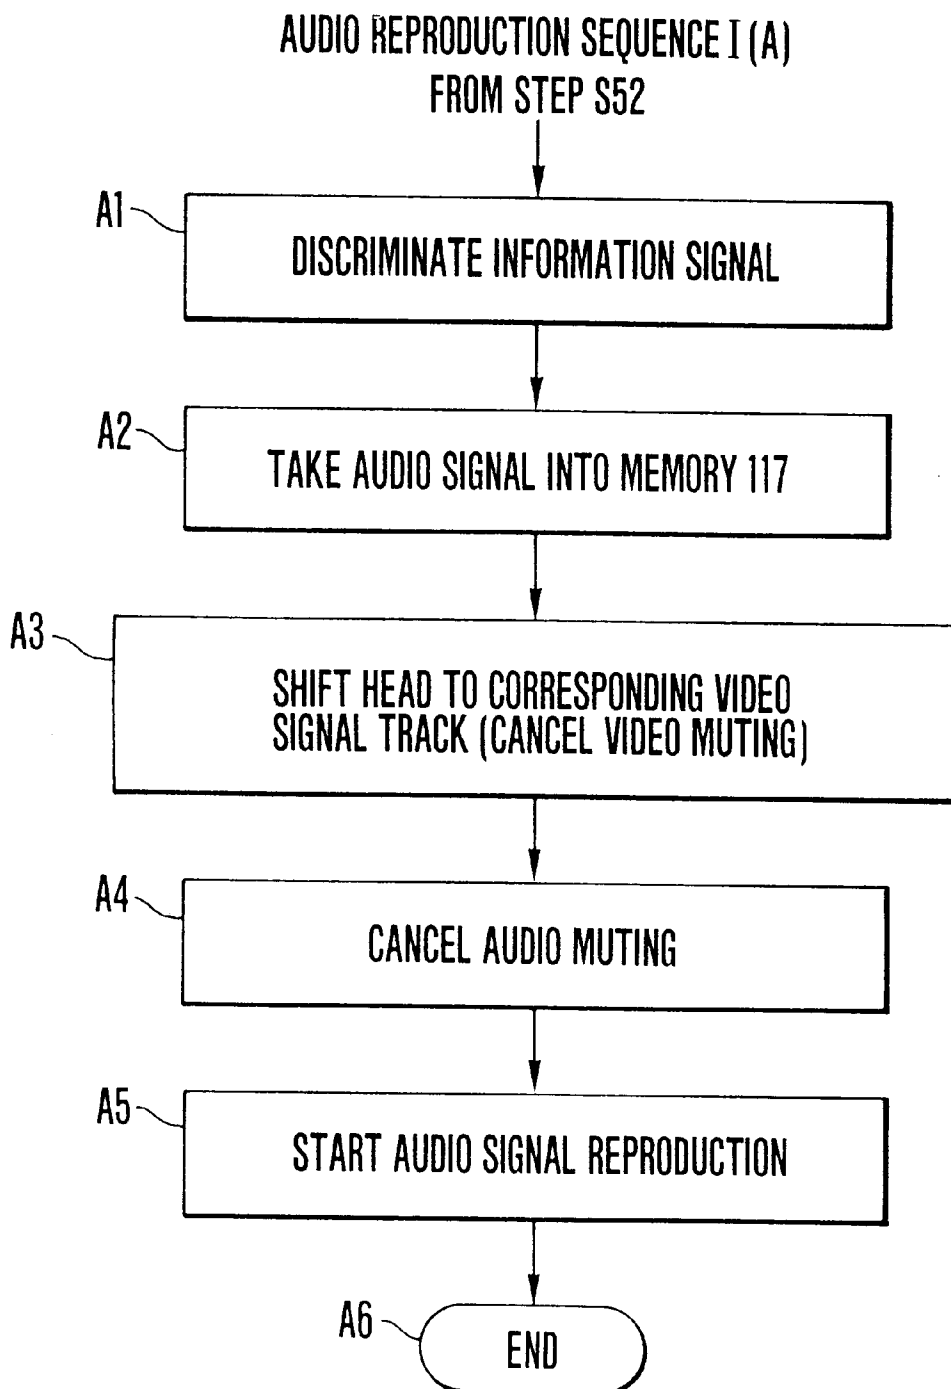 AUDIO REPRODUCTION SEQUENCE I (A)
FROM STEP S52
A1
DISCRIMINATE INFORMATION SIGNAL
A2
TAKE AUDIO SIGNAL INTO MEMORY 117
A3
SHIFT HEAD TO CORRESPONDING VIDEO
SIGNAL TRACK (CANCEL VIDEO MUTING)
A4
CANCEL AUDIO MUTING
A5
START AUDIO SIGNAL REPRODUCTION
A6
END